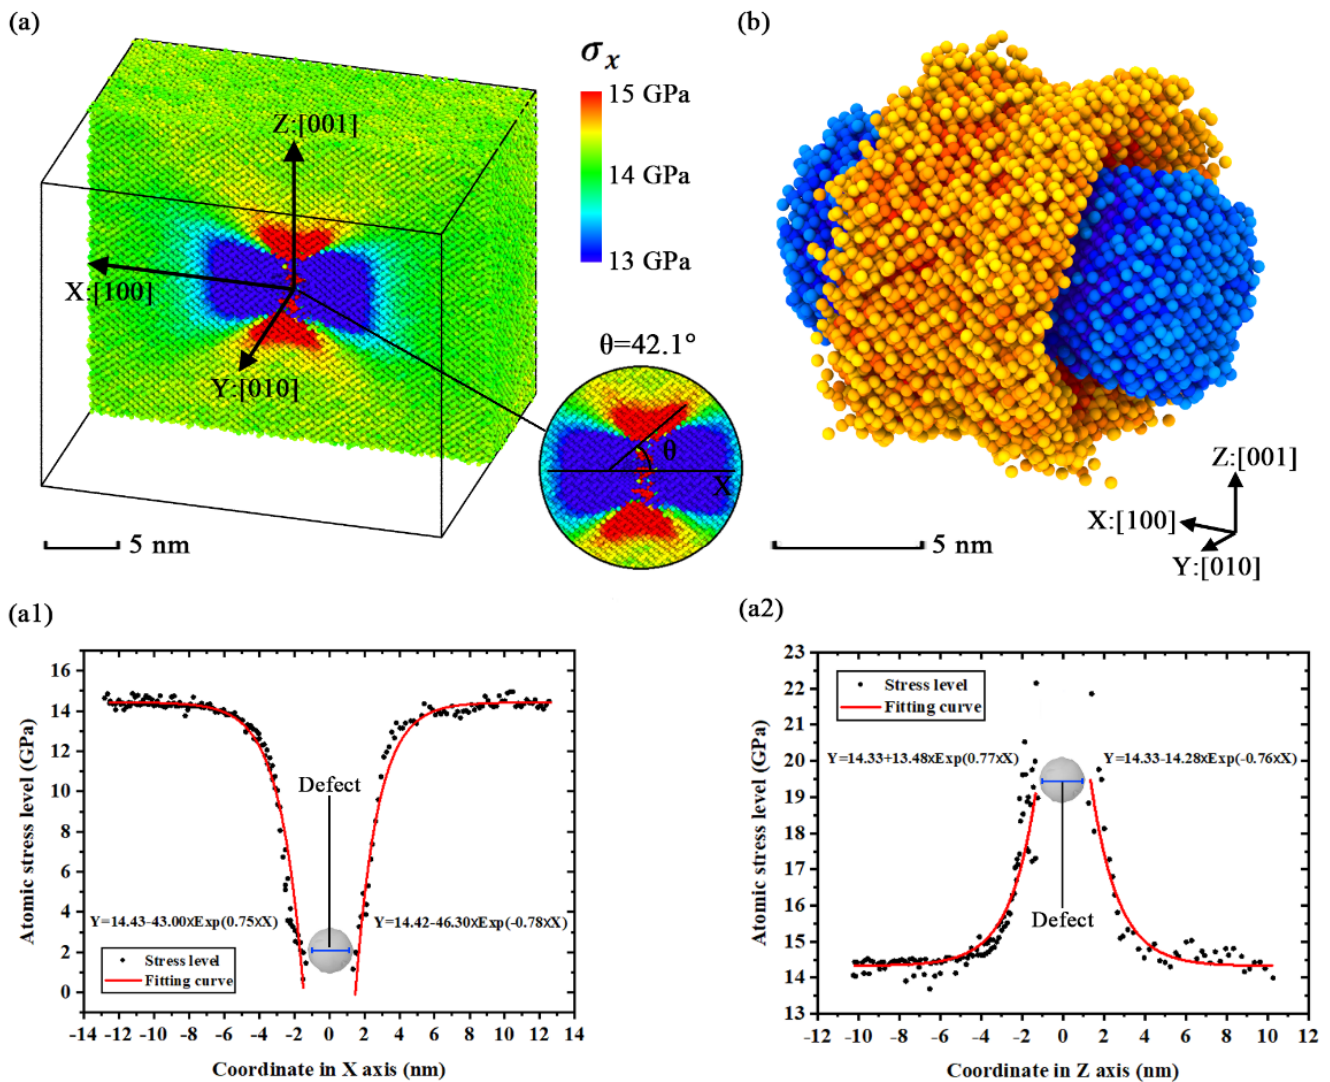 (a)
σx
15 GPa
14 GPa
13 GPa
Z:[001]
X:[100]
Y:[010]
θ=42.1°
θ
X
5 nm
(b)
Z:[001]
X:[100]
Y:[010]
5 nm
(a1)
Atomic stress level (GPa)
16
14
12
10
8
6
4
2
0
Defect
Y=14.43-43.00xExp(0.75xX)
Y=14.42-46.30xExp(-0.78xX)
Stress level
Fitting curve
-14 -12 -10 -8 -6 -4 -2 0 2 4 6 8 10 12 14
Coordinate in X axis (nm)
(a2)
Atomic stress level (GPa)
23
22
21
20
19
18
17
16
15
14
13
Stress level
Fitting curve
Y=14.33+13.48xExp(0.77xX)
Y=14.33-14.28xExp(-0.76xX)
Defect
-12 -10 -8 -6 -4 -2 0 2 4 6 8 10 12
Coordinate in Z axis (nm)